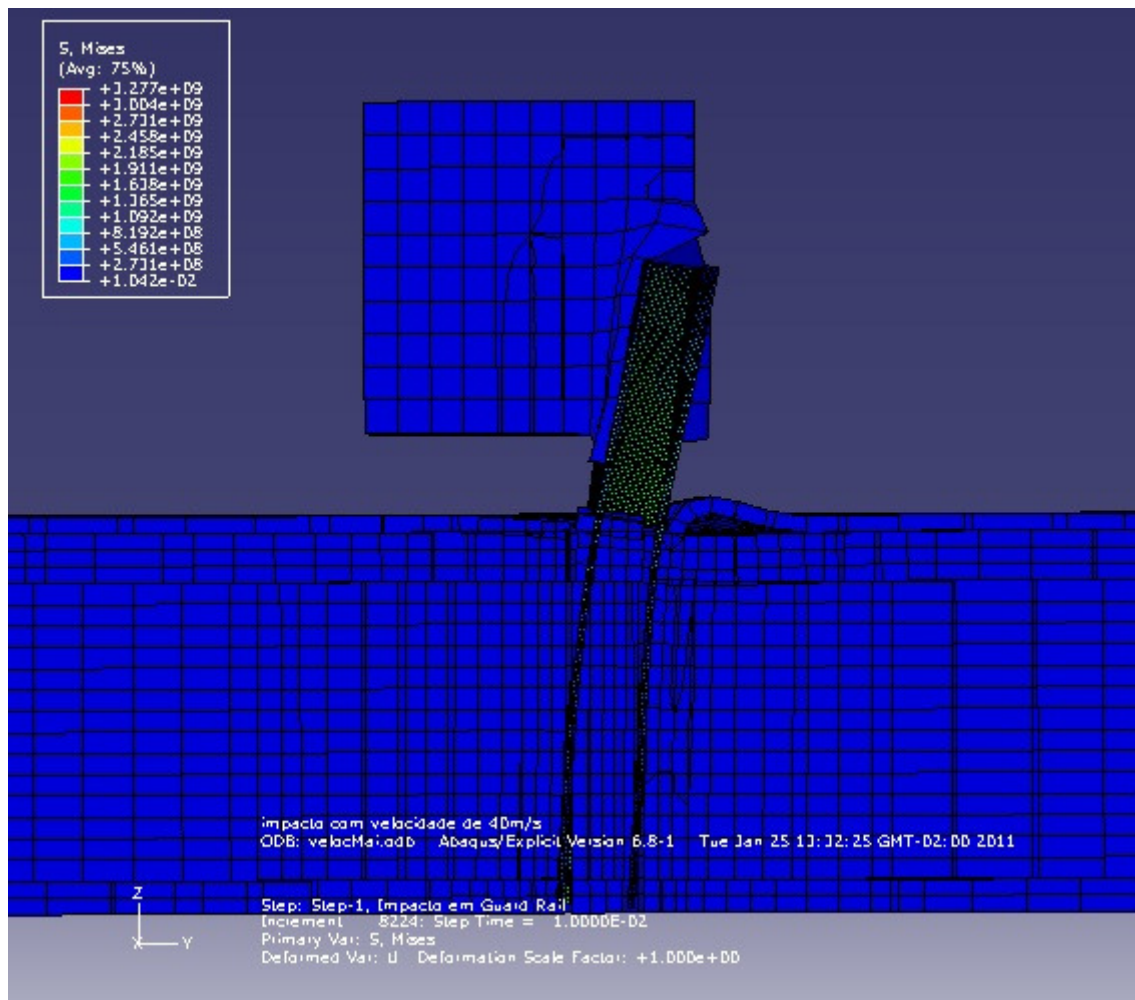 S, Mises
(Avg: 75%)
+3.277e+09
+3.004e+09
+2.731e+09
+2.458e+09
+2.185e+09
+1.911e+09
+1.638e+09
+1.365e+09
+1.092e+09
+8.192e+08
+5.461e+08
+2.731e+08
+1.042e-02
impacto com velocidade de 40m/s
ODB: velocMai.odb Abaqus/Explicit Version 6.8-1 Tue Jan 25 13:32:25 GMT-02:00 2011
Z
X
Y
Step: Step-1, Impacto em Guard Rail
Increment 8224: Step Time = 1.0000E-02
Primary Var: S, Mises
Deformed Var: U Deformation Scale Factor: +1.000e+00